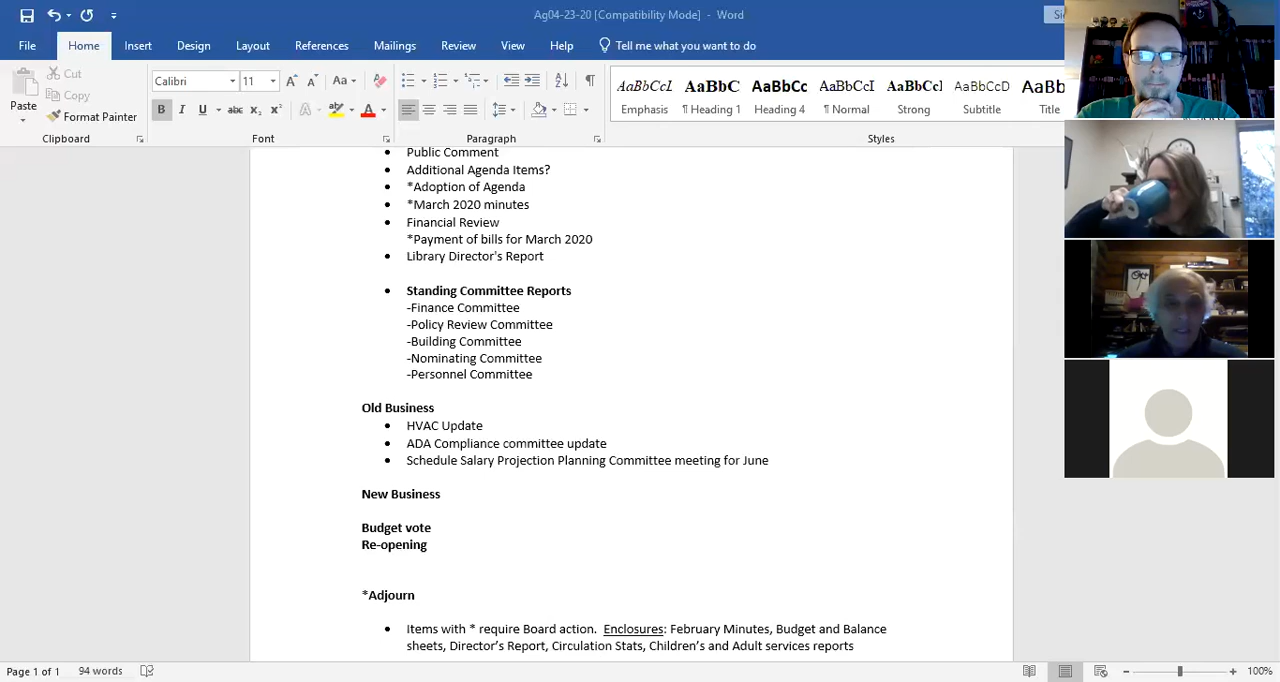 Ag04-23-20 [Compatibility Mode] - Word
File Home Insert Design Layout References Mailings Review View Help Tell me what you want to do
Paste
Cut
Copy
Format Painter
Clipboard
Calibri 11
Font
Paragraph
AaBbCcI AaBbC AaBbCc AaBbCcI AaBbCcI AaBbCcD AaBb
Emphasis ¶ Heading 1 Heading 4 ¶ Normal Strong Subtitle Title
Styles
• Public Comment
• Additional Agenda Items?
• *Adoption of Agenda
• *March 2020 minutes
• Financial Review
*Payment of bills for March 2020
• Library Director's Report
• Standing Committee Reports
-Finance Committee
-Policy Review Committee
-Building Committee
-Nominating Committee
-Personnel Committee
Old Business
• HVAC Update
• ADA Compliance committee update
• Schedule Salary Projection Planning Committee meeting for June
New Business
Budget vote
Re-opening
*Adjourn
• Items with * require Board action. Enclosures: February Minutes, Budget and Balance
sheets, Director's Report, Circulation Stats, Children's and Adult services reports
Page 1 of 1 94 words 100%